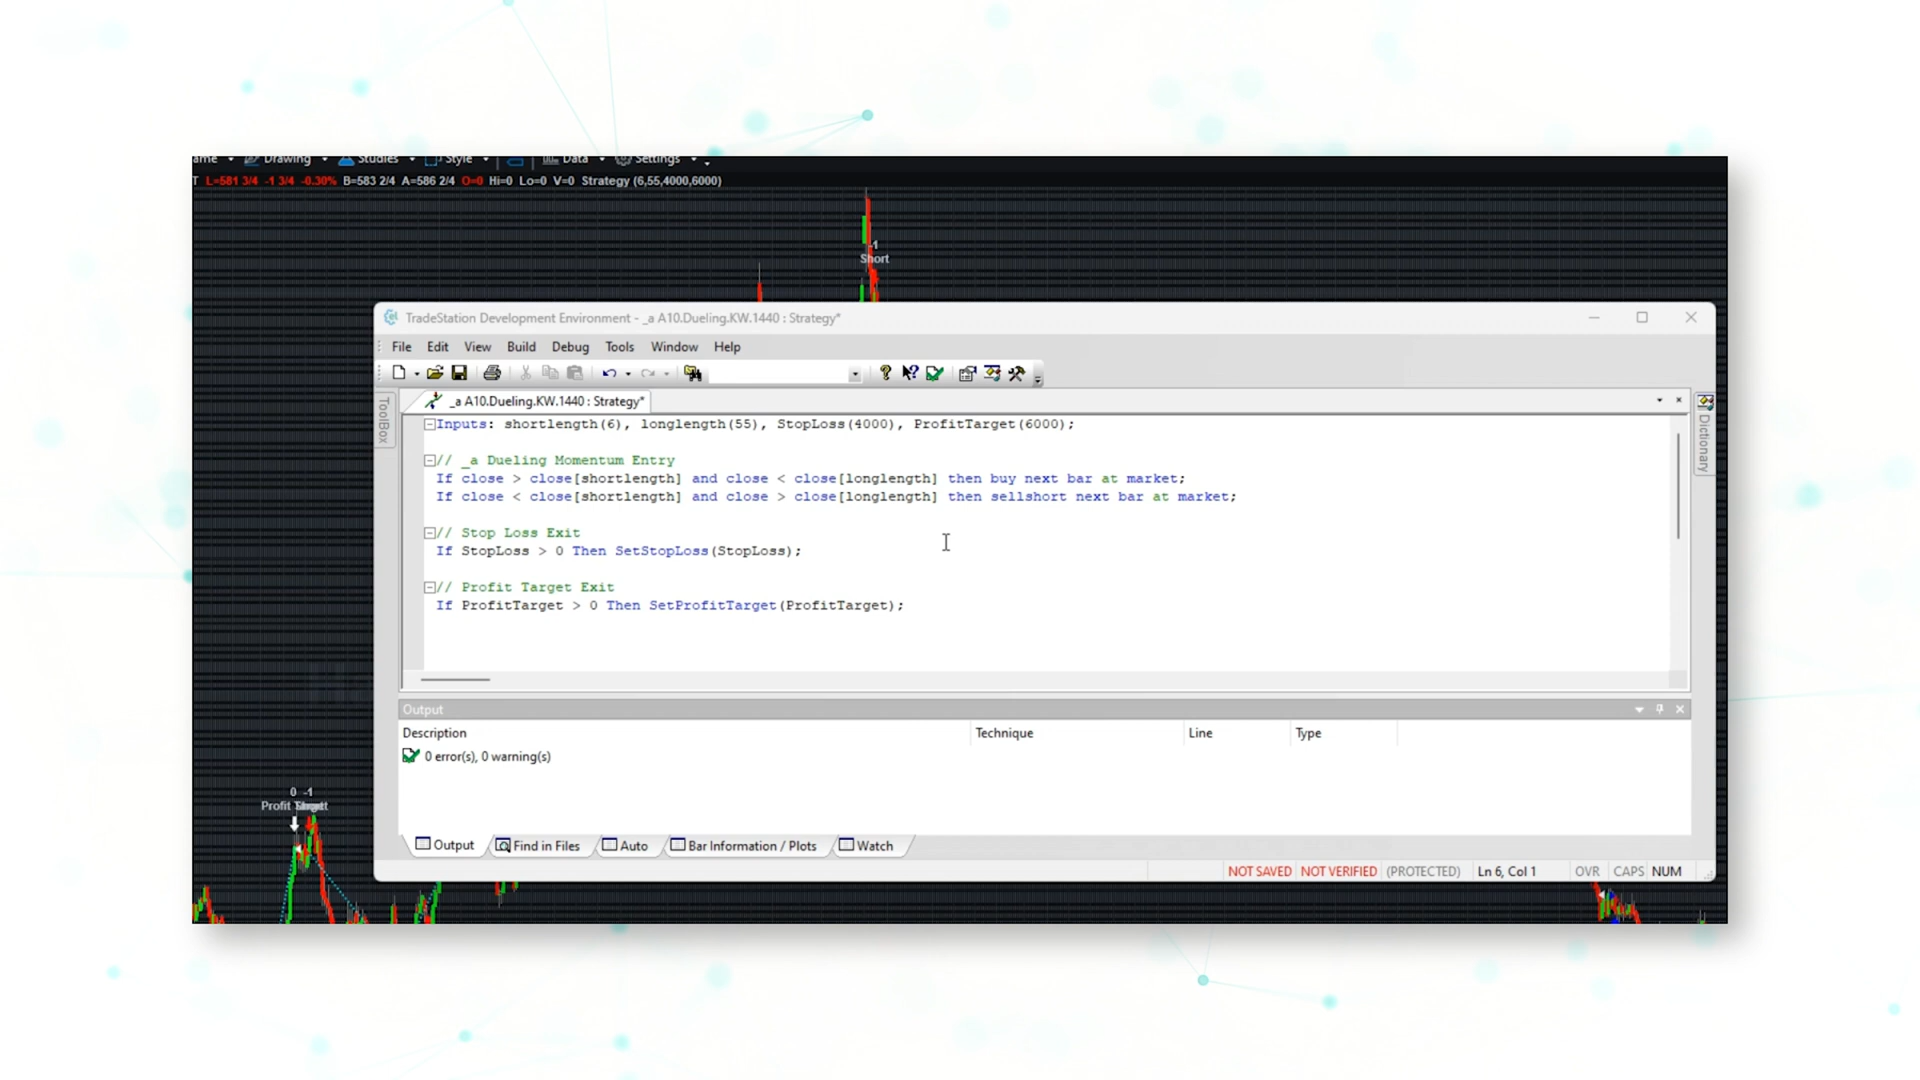 ame Drawing Studies Style Data Settings
T L=581 3/4 -1 3/4 -0.30% B=583 2/4 A=586 2/4 O=0 Hi=0 Lo=0 V=0 Strategy (6,55,4000,6000)
-1
Short
TradeStation Development Environment - _a A10.Dueling.KW.1440 : Strategy*
File Edit View Build Debug Tools Window Help
_a A10.Dueling.KW.1440 : Strategy*
ToolBox
Dictionary
Inputs: shortlength(6), longlength(55), StopLoss(4000), ProfitTarget(6000);
// _a Dueling Momentum Entry
If close > close[shortlength] and close < close[longlength] then buy next bar at market;
If close < close[shortlength] and close > close[longlength] then sellshort next bar at market;
// Stop Loss Exit
If StopLoss > 0 Then SetStopLoss(StopLoss);
// Profit Target Exit
If ProfitTarget > 0 Then SetProfitTarget(ProfitTarget);
Output
Description Technique Line Type
0 error(s), 0 warning(s)
0 -1
Profit
Output Find in Files Auto Bar Information / Plots Watch
NOT SAVED NOT VERIFIED (PROTECTED) Ln 6, Col 1 OVR CAPS NUM